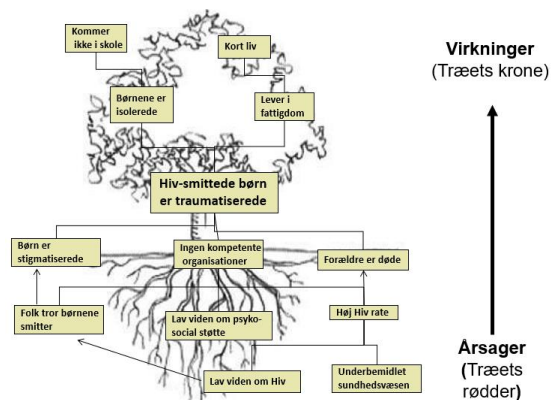 Kommer
ikke i skole
Kort liv
Børnene er
isolerede
Lever i
fattigdom
Hiv-smittede børn
er traumatiserede
Børn er
stigmatiserede
Ingen kompetente
organisationer
Forældre er døde
Folk tror børnene
smitter
Lav viden om psyko-
social støtte
Høj Hiv rate
Lav viden om Hiv
Underbemidlet
sundhedsvæsen
Virkninger
(Træets krone)
Årsager
(Træets
rødder)